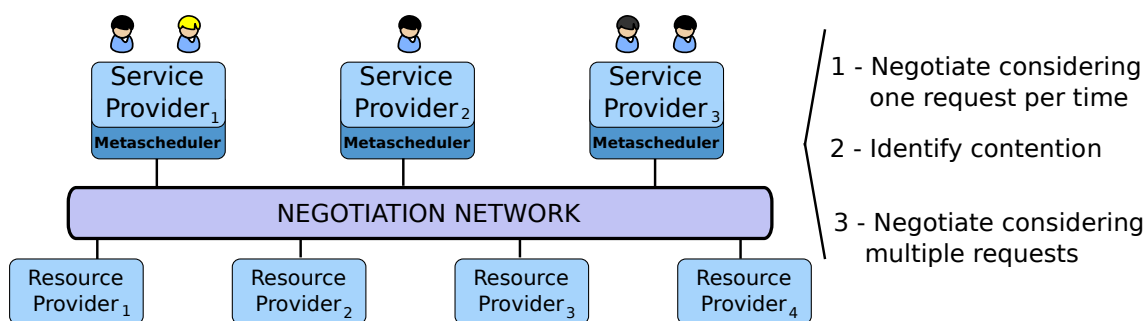 Service
Provider1
Metascheduler
Service
Provider2
Metascheduler
Service
Provider3
Metascheduler
NEGOTIATION NETWORK
Resource
Provider1
Resource
Provider2
Resource
Provider3
Resource
Provider4
1 - Negotiate considering
one request per time
2 - Identify contention
3 - Negotiate considering
multiple requests